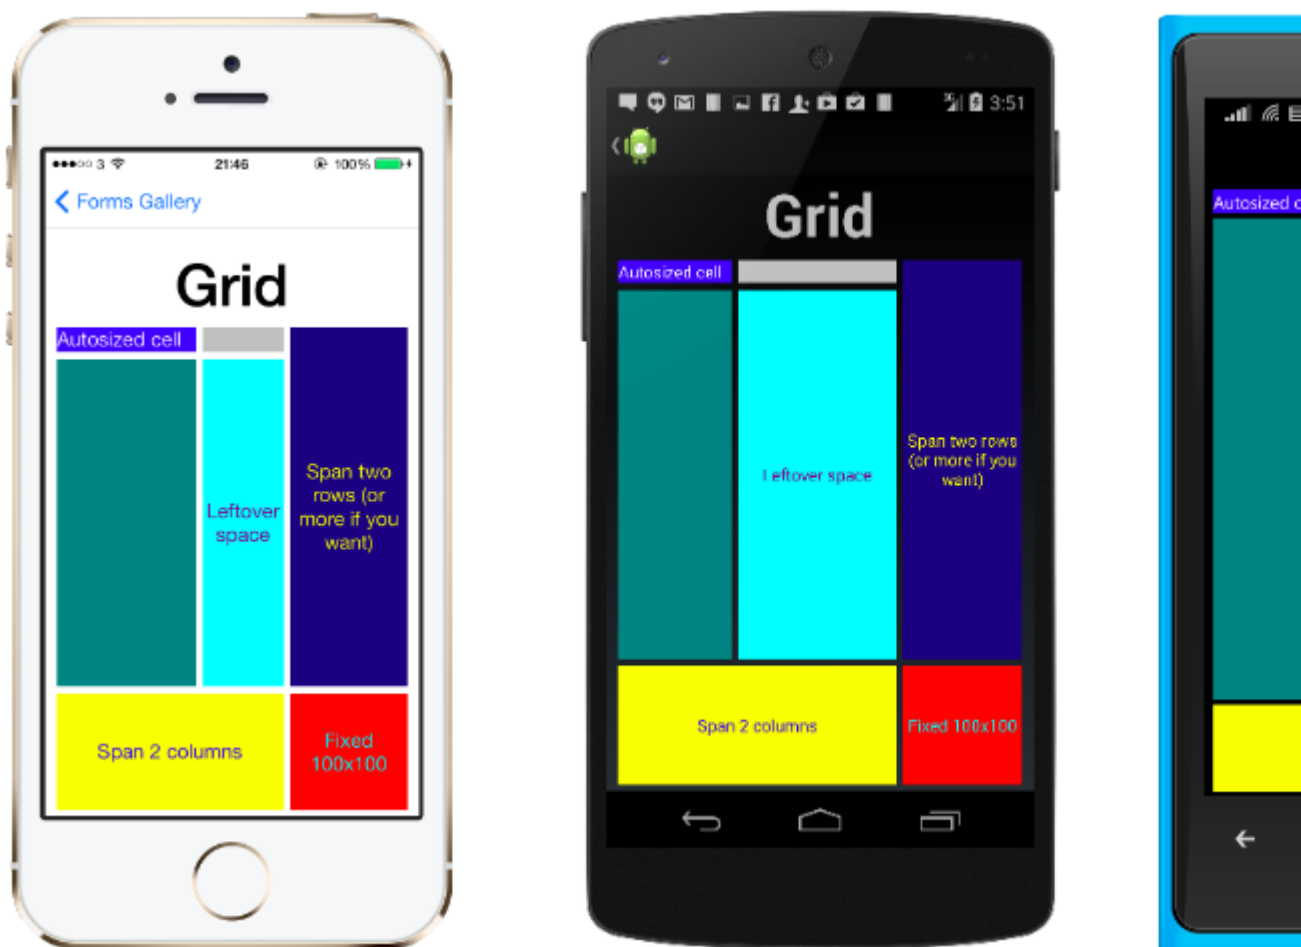 3
21:46
100%
Forms Gallery
Grid
Autosized cell
Leftover
space
Span two
rows (or
more if you
want)
Span 2 columns
Fixed
100x100
3G
3:51
Grid
Autosized cell
Leftover space
Span two rows
(or more if you
want)
Span 2 columns
Fixed 100x100
Autosized